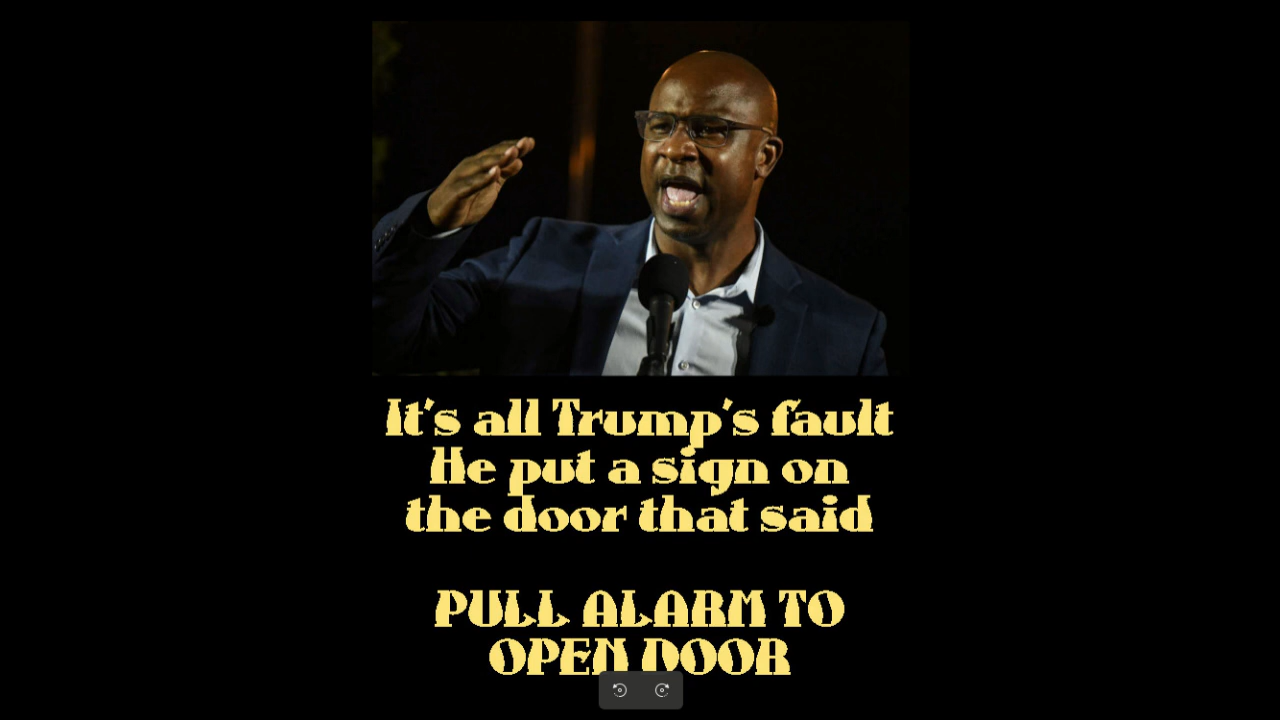 It's all Trump's fault
He put a sign on
the door that said
PULL ALARM TO
OPEN DOOR